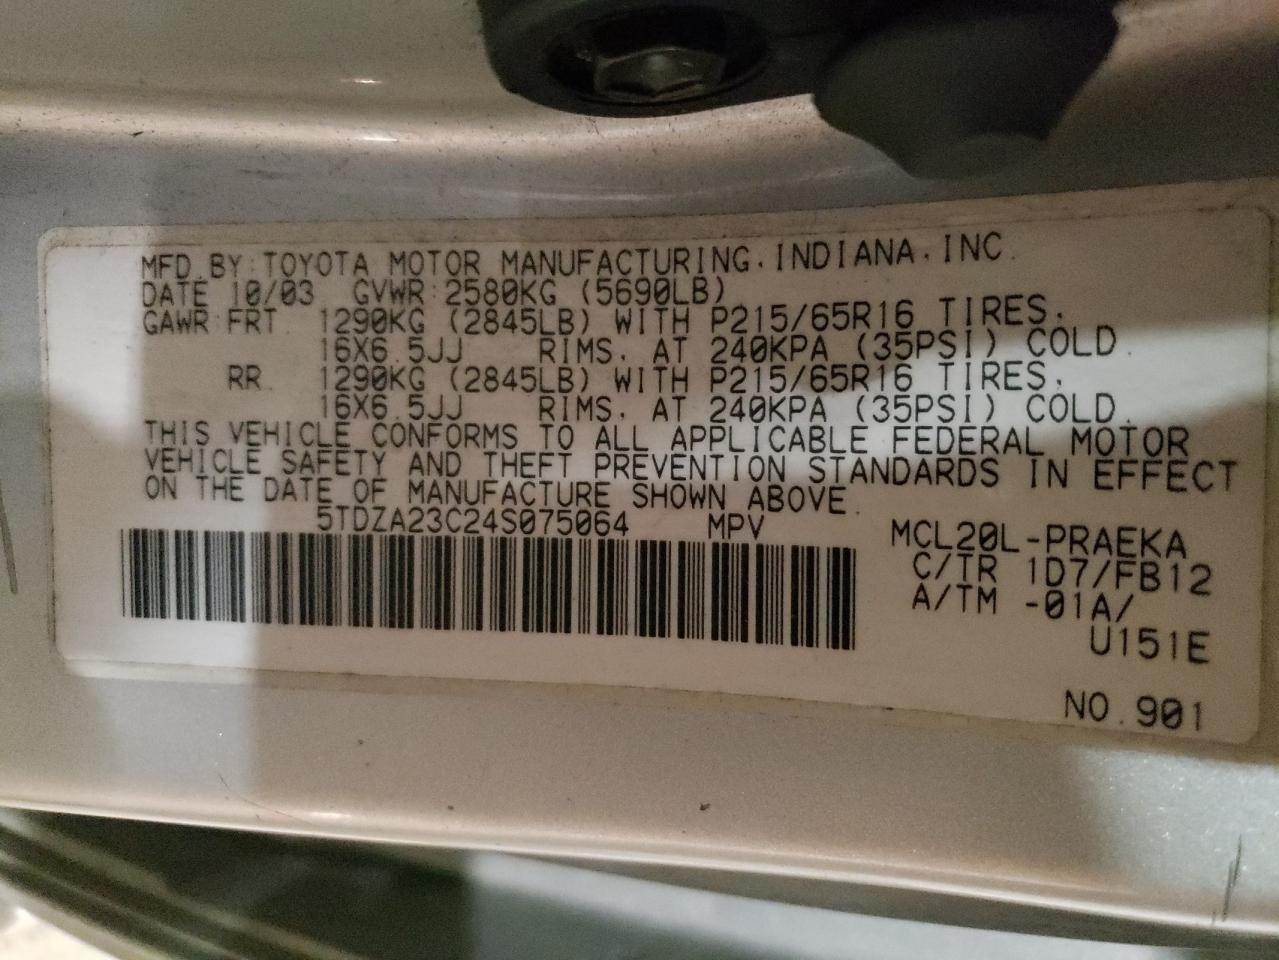 MFD. BY: TOYOTA MOTOR MANUFACTURING. INDIANA. INC.
DATE 10/03 GVWR: 2580KG (5690LB)
GAWR FRT. 1290KG (2845LB) WITH P215/65R16 TIRES,
16X6.5JJ RIMS, AT 240KPA (35PSI) COLD.
RR. 1290KG (2845LB) WITH P215/65R16 TIRES,
16X6.5JJ RIMS, AT 240KPA (35PSI) COLD.
THIS VEHICLE CONFORMS TO ALL APPLICABLE FEDERAL MOTOR
VEHICLE SAFETY AND THEFT PREVENTION STANDARDS IN EFFECT
ON THE DATE OF MANUFACTURE SHOWN ABOVE.
5TDZA23C24S075064 MPV
MCL20L-PRAEKA
C/TR 1D7/FB12
A/TM -01A/
U151E
NO. 901